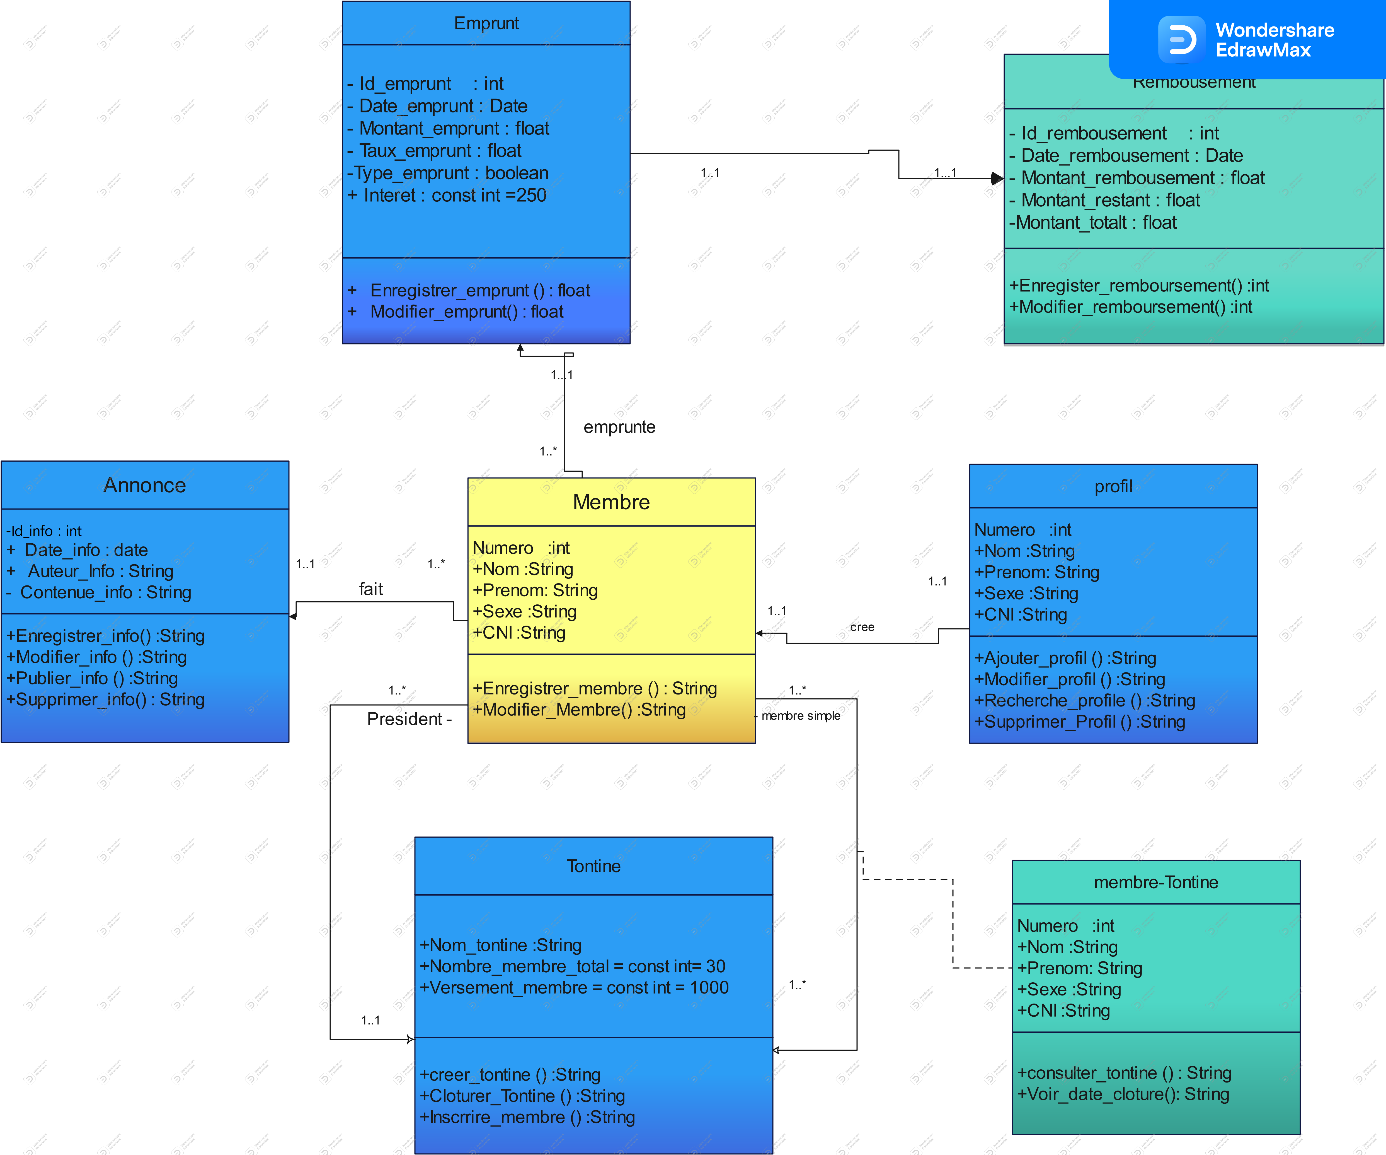 Wondershare
EdrawMax
Emprunt
- Id_emprunt : int
- Date_emprunt : Date
- Montant_emprunt : float
- Taux_emprunt : float
-Type_emprunt : boolean
+ Interet : const int =250
+ Enregistrer_emprunt () : float
+ Modifier_emprunt() : float
1..1
1...1
Rembousement
- Id_rembousement : int
- Date_rembousement : Date
- Montant_rembousement : float
- Montant_restant : float
-Montant_totalt : float
+Enregister_remboursement() :int
+Modifier_remboursement() :int
1...1
emprunte
1..*
Annonce
-Id_info : int
+ Date_info : date
+ Auteur_Info : String
- Contenue_info : String
+Enregistrer_info() :String
+Modifier_info () :String
+Publier_info () :String
+Supprimer_info() : String
1..1
1..*
fait
Membre
Numero :int
+Nom :String
+Prenom: String
+Sexe :String
+CNI :String
+Enregistrer_membre () : String
+Modifier_Membre() :String
1..1
1..1
cree
profil
Numero :int
+Nom :String
+Prenom: String
+Sexe :String
+CNI :String
+Ajouter_profil () :String
+Modifier_profil () :String
+Recherche_profile () :String
+Supprimer_Profil () :String
1..*
President -
1..*
- membre simple
1..1
1..*
Tontine
+Nom_tontine :String
+Nombre_membre_total = const int= 30
+Versement_membre = const int = 1000
+creer_tontine () :String
+Cloturer_Tontine () :String
+Inscrrire_membre () :String
membre-Tontine
Numero :int
+Nom :String
+Prenom: String
+Sexe :String
+CNI :String
+consulter_tontine () : String
+Voir_date_cloture(): String